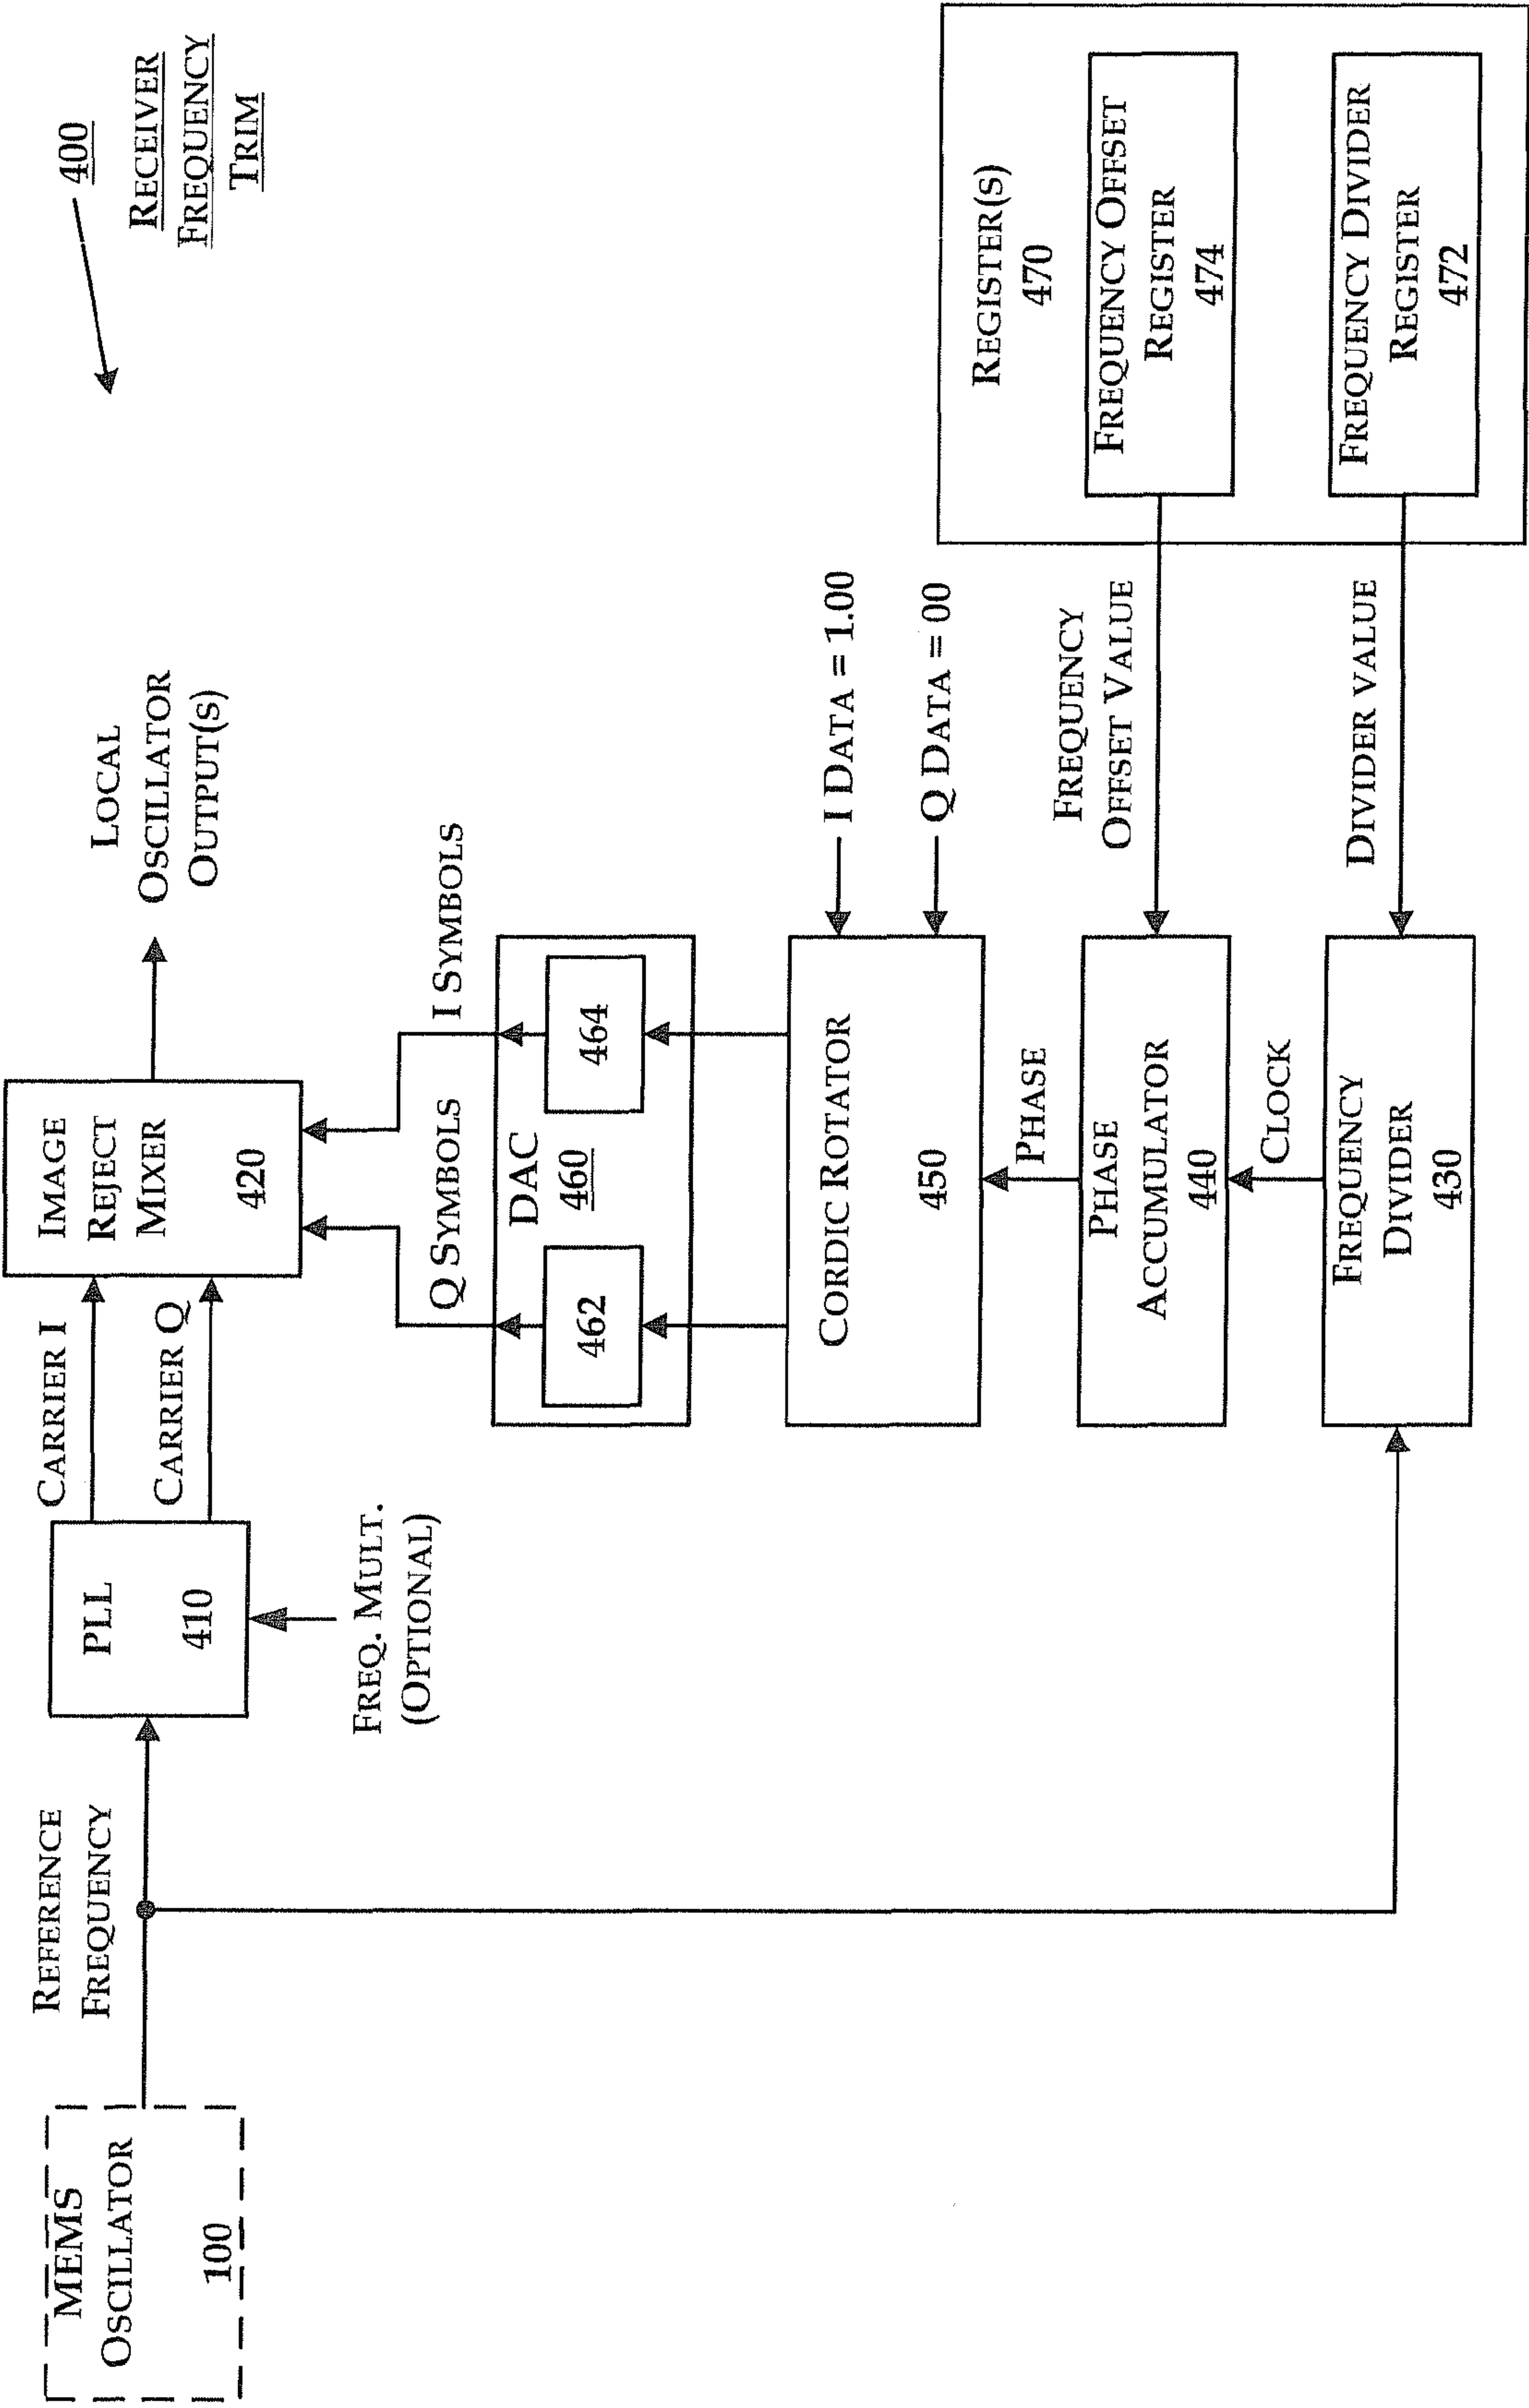 400
RECEIVER
FREQUENCY
TRIM
MEMS
OSCILLATOR
100
REFERENCE
FREQUENCY
PLL
410
FREQ. MULT.
(OPTIONAL)
CARRIER I
CARRIER Q
IMAGE
REJECT
MIXER
420
LOCAL
OSCILLATOR
OUTPUT(S)
Q SYMBOLS
I SYMBOLS
DAC
460
462
464
CORDIC ROTATOR
450
I DATA = 1.00
Q DATA = 00
PHASE
PHASE
ACCUMULATOR
440
FREQUENCY
OFFSET VALUE
CLOCK
FREQUENCY
DIVIDER
430
DIVIDER VALUE
REGISTER(S)
470
FREQUENCY OFFSET
REGISTER
474
FREQUENCY DIVIDER
REGISTER
472